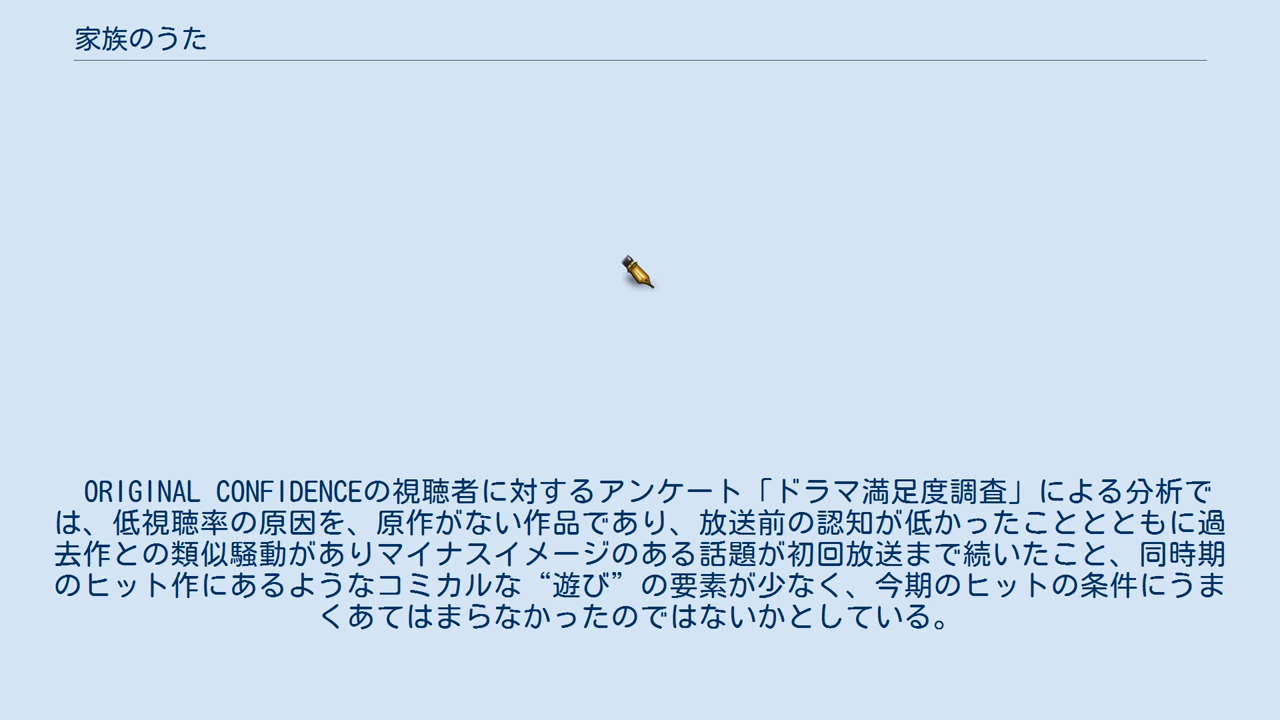 家族のうた
ORIGINAL CONFIDENCEの視聴者に対するアンケート「ドラマ満足度調査」による分析で
は、低視聴率の原因を、原作がない作品であり、放送前の認知が低かったことととともに過
去作との類似騒動がありマイナスイメージのある話題が初回放送まで続いたこと、同時期
のヒット作にあるようなコミカルな“遊び”の要素が少なく、今期のヒットの条件にうま
くあてはまらなかったのではないかとしている。